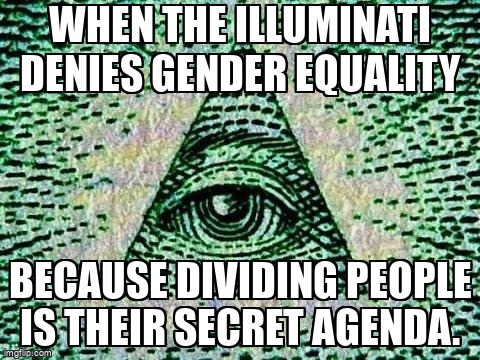 WHEN THE ILLUMINATI
DENIES GENDER EQUALITY
BECAUSE DIVIDING PEOPLE
IS THEIR SECRET AGENDA.
imgflip.com